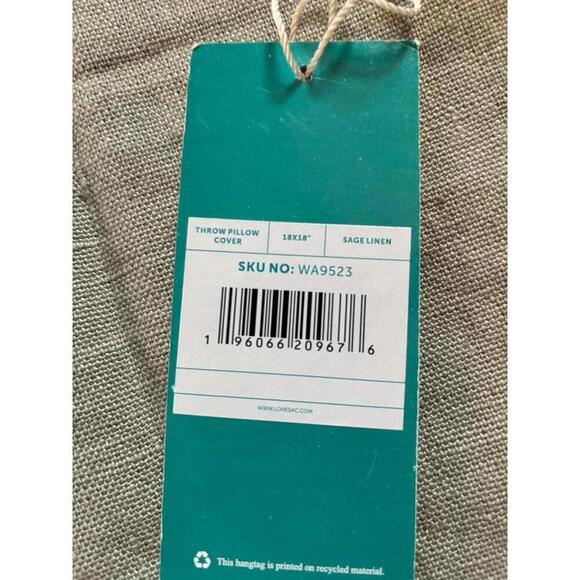 THROW PILLOW COVER
18X18"
SAGE LINEN
SKU NO: WA9523
1 96066 20967 6
WWW.LOVESAC.COM
This hangtag is printed on recycled material.